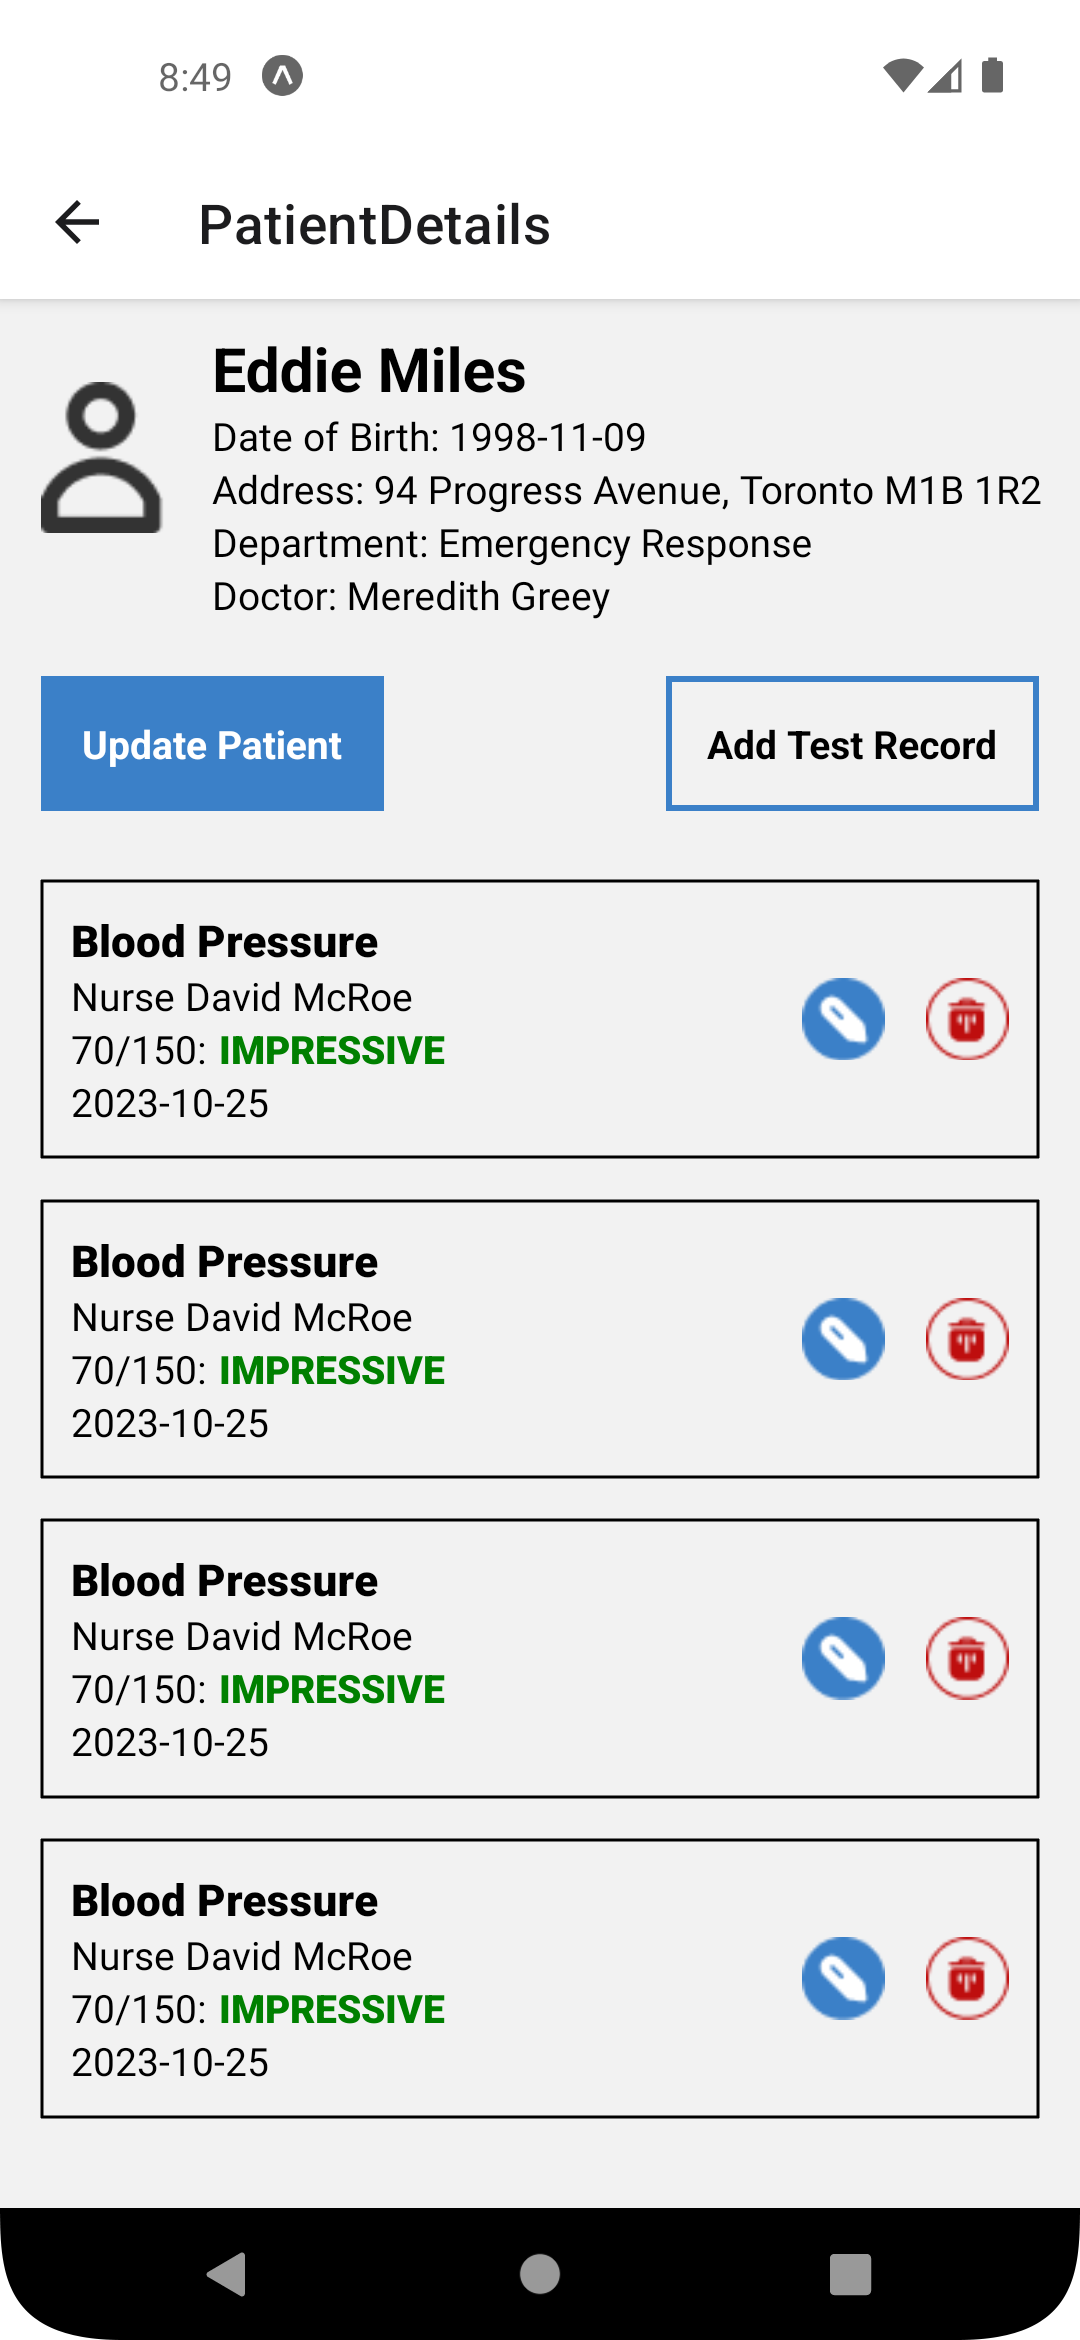 8:49
PatientDetails
Eddie Miles
Date of Birth: 1998-11-09
Address: 94 Progress Avenue, Toronto M1B 1R2
Department: Emergency Response
Doctor: Meredith Greey
Update Patient
Add Test Record
Blood Pressure
Nurse David McRoe
70/150: IMPRESSIVE
2023-10-25
Blood Pressure
Nurse David McRoe
70/150: IMPRESSIVE
2023-10-25
Blood Pressure
Nurse David McRoe
70/150: IMPRESSIVE
2023-10-25
Blood Pressure
Nurse David McRoe
70/150: IMPRESSIVE
2023-10-25